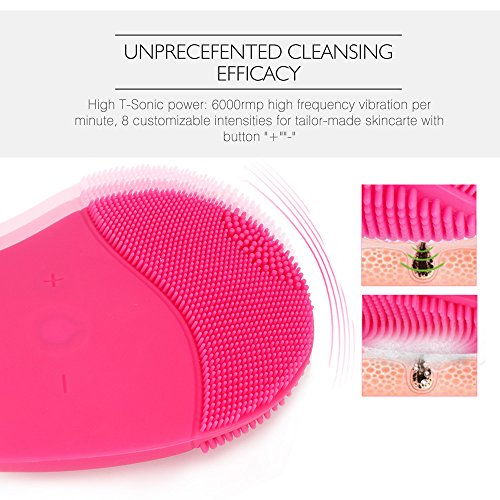 UNPRECEFENTED CLEANSING
EFFICACY
High T-Sonic power: 6000rmp high frequency vibration per
minute, 8 customizable intensities for tailor-made skincarte with
button "+""-"
+
-